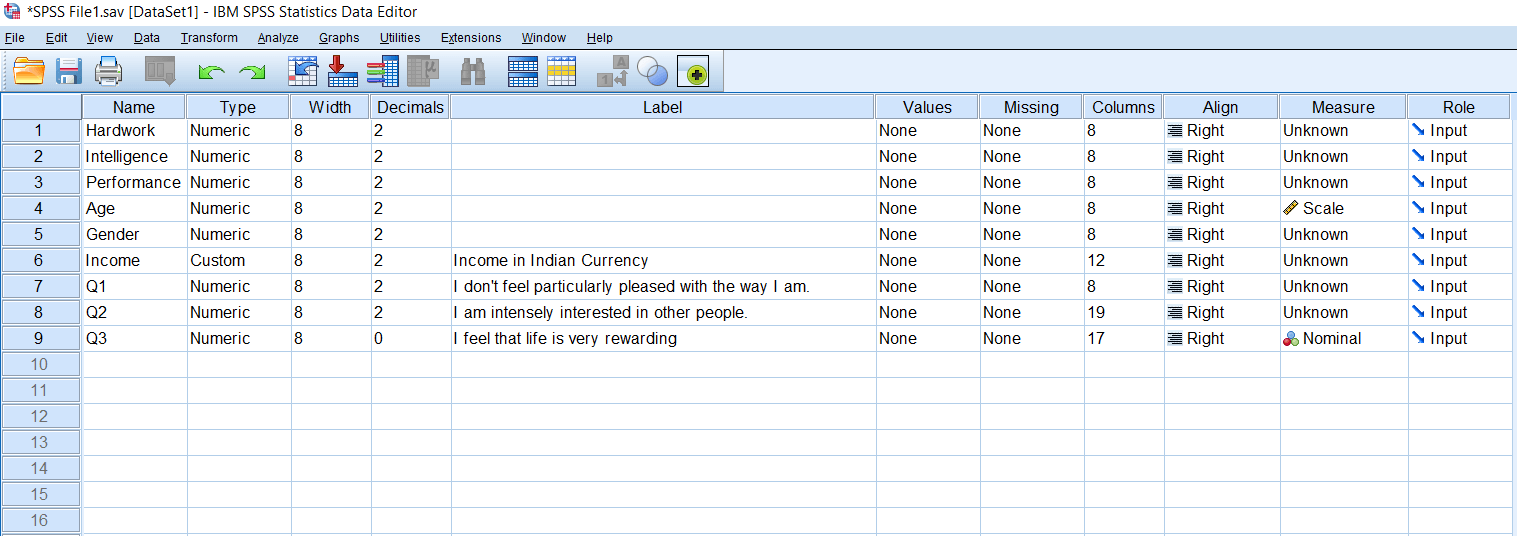 *SPSS File1.sav [DataSet1] - IBM SPSS Statistics Data Editor
File Edit View Data Transform Analyze Graphs Utilities Extensions Window Help
Name Type Width Decimals Label Values Missing Columns Align Measure Role
1 Hardwork Numeric 8 2 None None 8 Right Unknown Input
2 Intelligence Numeric 8 2 None None 8 Right Unknown Input
3 Performance Numeric 8 2 None None 8 Right Unknown Input
4 Age Numeric 8 2 None None 8 Right Scale Input
5 Gender Numeric 8 2 None None 8 Right Unknown Input
6 Income Custom 8 2 Income in Indian Currency None None 12 Right Unknown Input
7 Q1 Numeric 8 2 I don't feel particularly pleased with the way I am. None None 8 Right Unknown Input
8 Q2 Numeric 8 2 I am intensely interested in other people. None None 19 Right Unknown Input
9 Q3 Numeric 8 0 I feel that life is very rewarding None None 17 Right Nominal Input
10
11
12
13
14
15
16